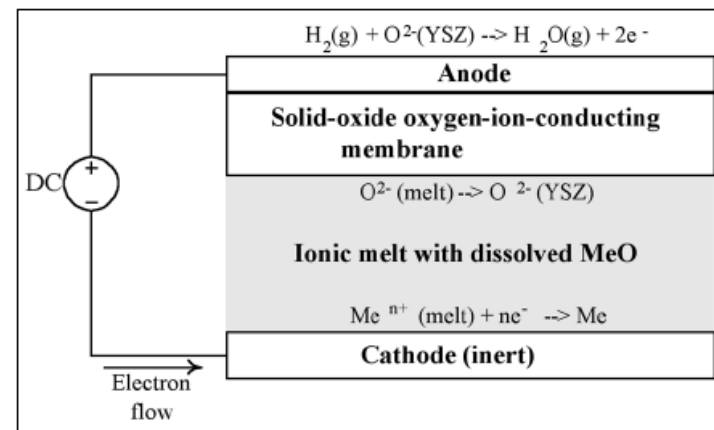 H₂(g) + O²⁻(YSZ) --> H ₂O(g) + 2e ⁻
Anode
Solid-oxide oxygen-ion-conducting
membrane
DC
+
−
O²⁻ (melt) --> O ²⁻ (YSZ)
Ionic melt with dissolved MeO
Me ⁿ⁺ (melt) + ne⁻ --> Me
Cathode (inert)
Electron
flow